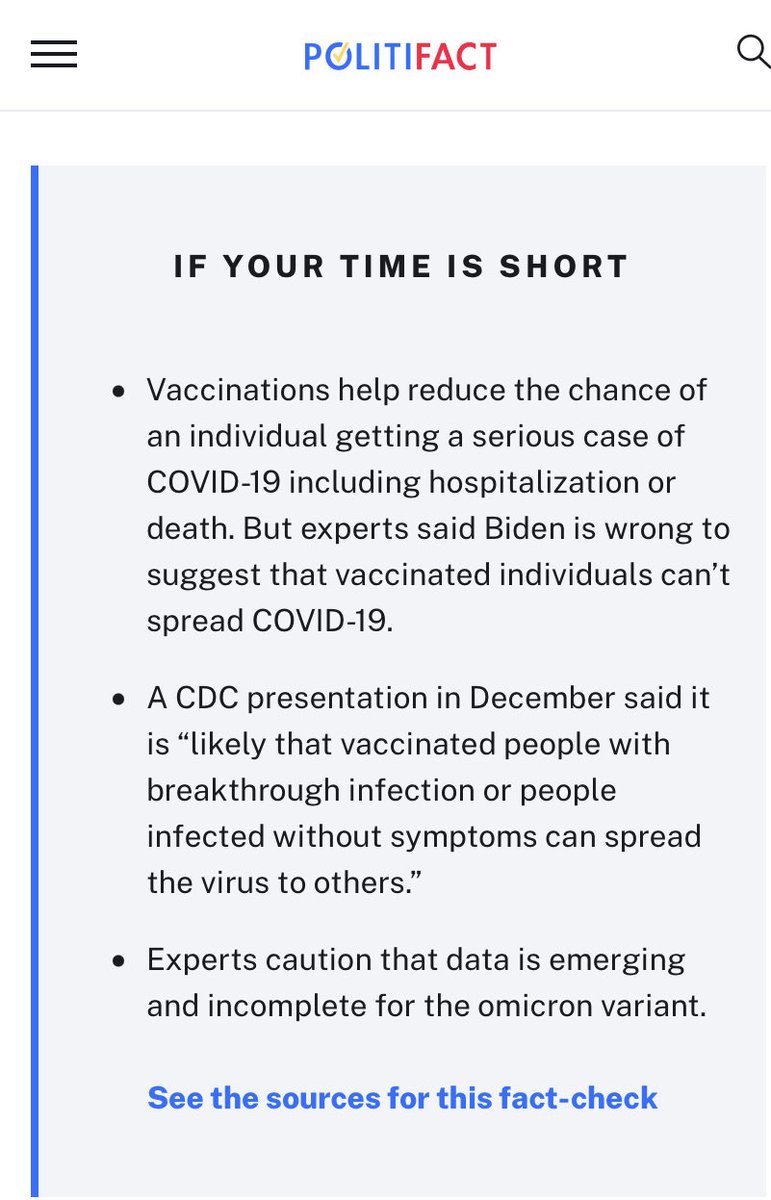 POLITIFACT
IF YOUR TIME IS SHORT
• Vaccinations help reduce the chance of
an individual getting a serious case of
COVID-19 including hospitalization or
death. But experts said Biden is wrong to
suggest that vaccinated individuals can’t
spread COVID-19.
• A CDC presentation in December said it
is “likely that vaccinated people with
breakthrough infection or people
infected without symptoms can spread
the virus to others.”
• Experts caution that data is emerging
and incomplete for the omicron variant.
See the sources for this fact-check